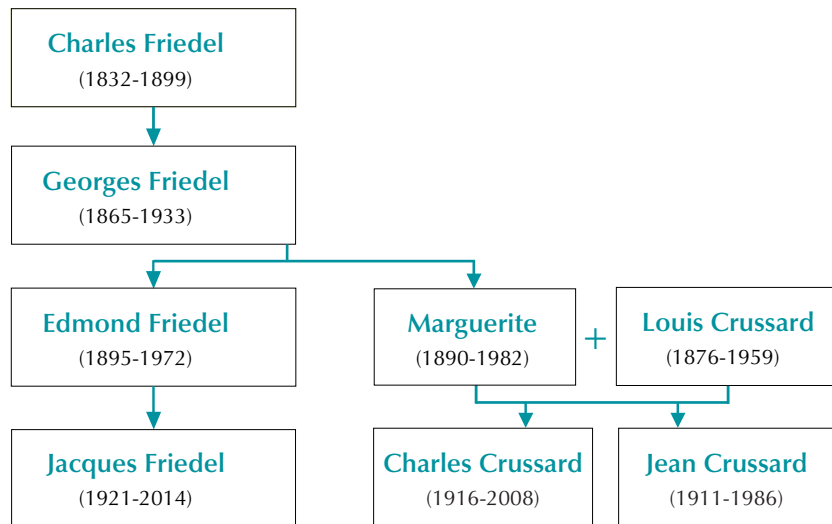 Charles Friedel
(1832-1899)
Georges Friedel
(1865-1933)
Edmond Friedel
(1895-1972)
Marguerite
(1890-1982)
+
Louis Crussard
(1876-1959)
Jacques Friedel
(1921-2014)
Charles Crussard
(1916-2008)
Jean Crussard
(1911-1986)